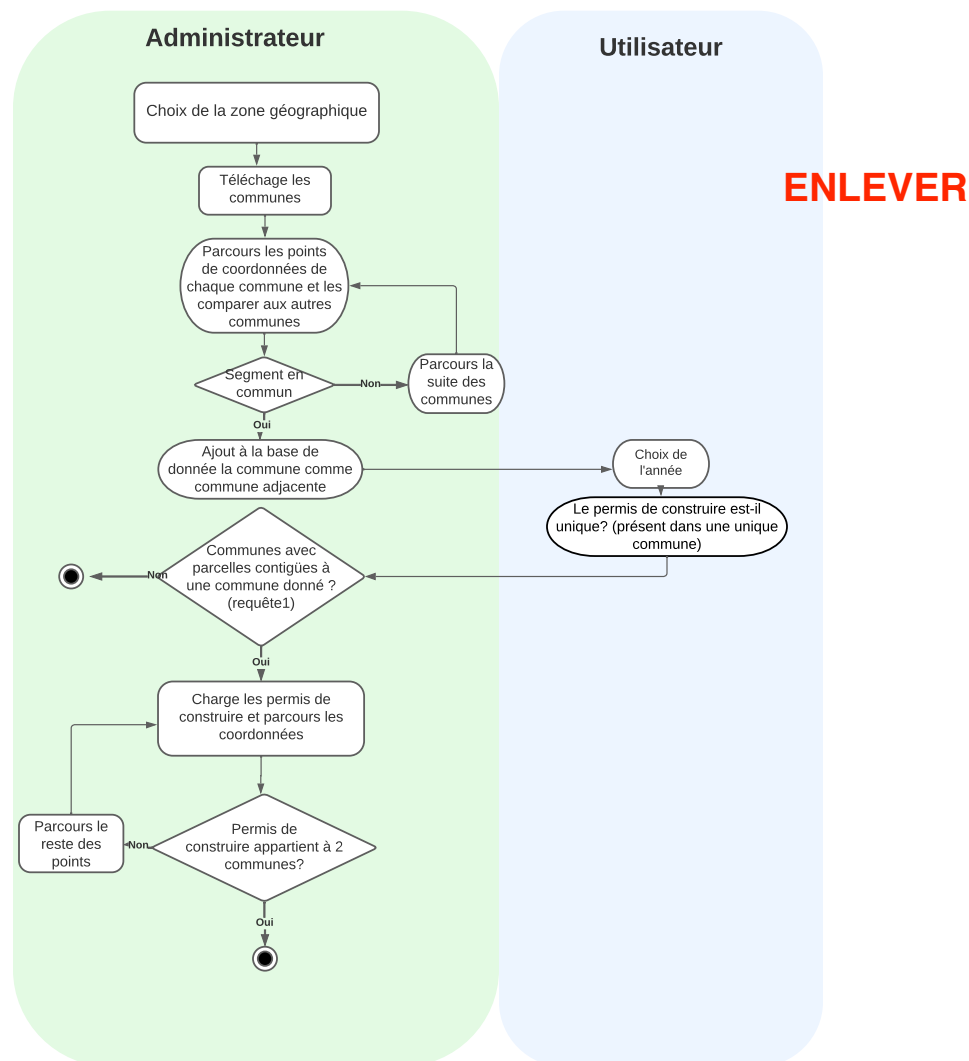 Administrateur
Utilisateur
Choix de la zone géographique
Téléchage les
communes
ENLEVER
Parcours les points
de coordonnées de
chaque commune et les
comparer aux autres
communes
Segment en
commun
Non
Parcours la
suite des
communes
Oui
Ajout à la base de
donnée la commune comme
commune adjacente
Choix de
l'année
Le permis de construire est-il
unique? (présent dans une unique
commune)
Communes avec
parcelles contigües à
une commune donné ?
(requête1)
Non
Oui
Charge les permis de
construire et parcours les
coordonnées
Permis de
construire appartient à 2
communes?
Non
Parcours le
reste des
points
Oui